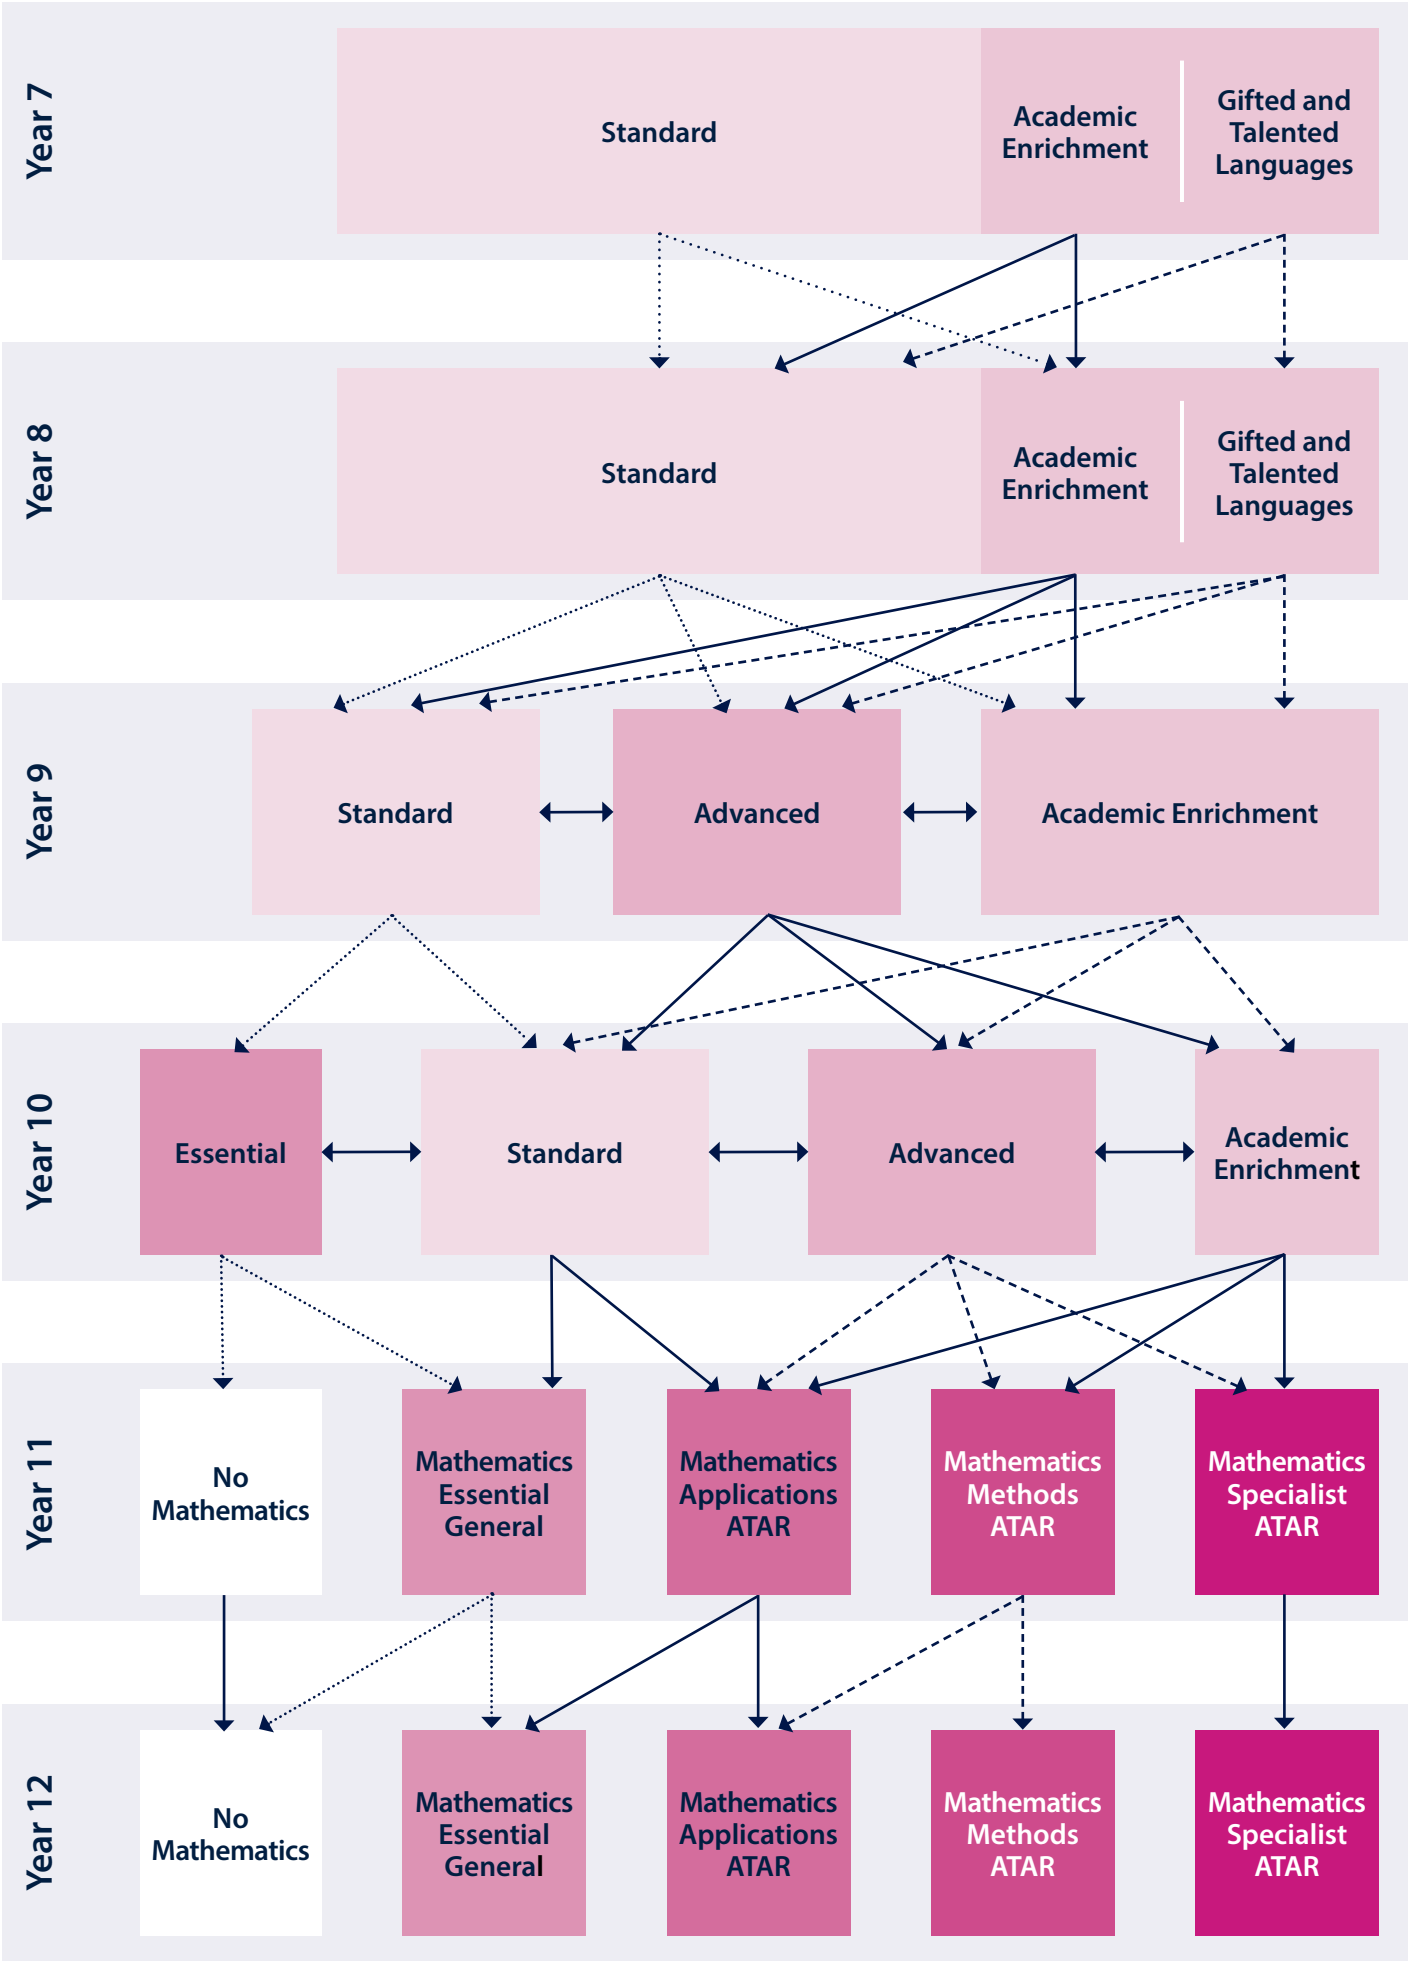 Year 7
Standard
Academic
Enrichment
Gifted and
Talented
Languages
Year 8
Standard
Academic
Enrichment
Gifted and
Talented
Languages
Year 9
Standard
Advanced
Academic Enrichment
Year 10
Essential
Standard
Advanced
Academic
Enrichment
Year 11
No
Mathematics
Mathematics
Essential
General
Mathematics
Applications
ATAR
Mathematics
Methods
ATAR
Mathematics
Specialist
ATAR
Year 12
No
Mathematics
Mathematics
Essential
General
Mathematics
Applications
ATAR
Mathematics
Methods
ATAR
Mathematics
Specialist
ATAR